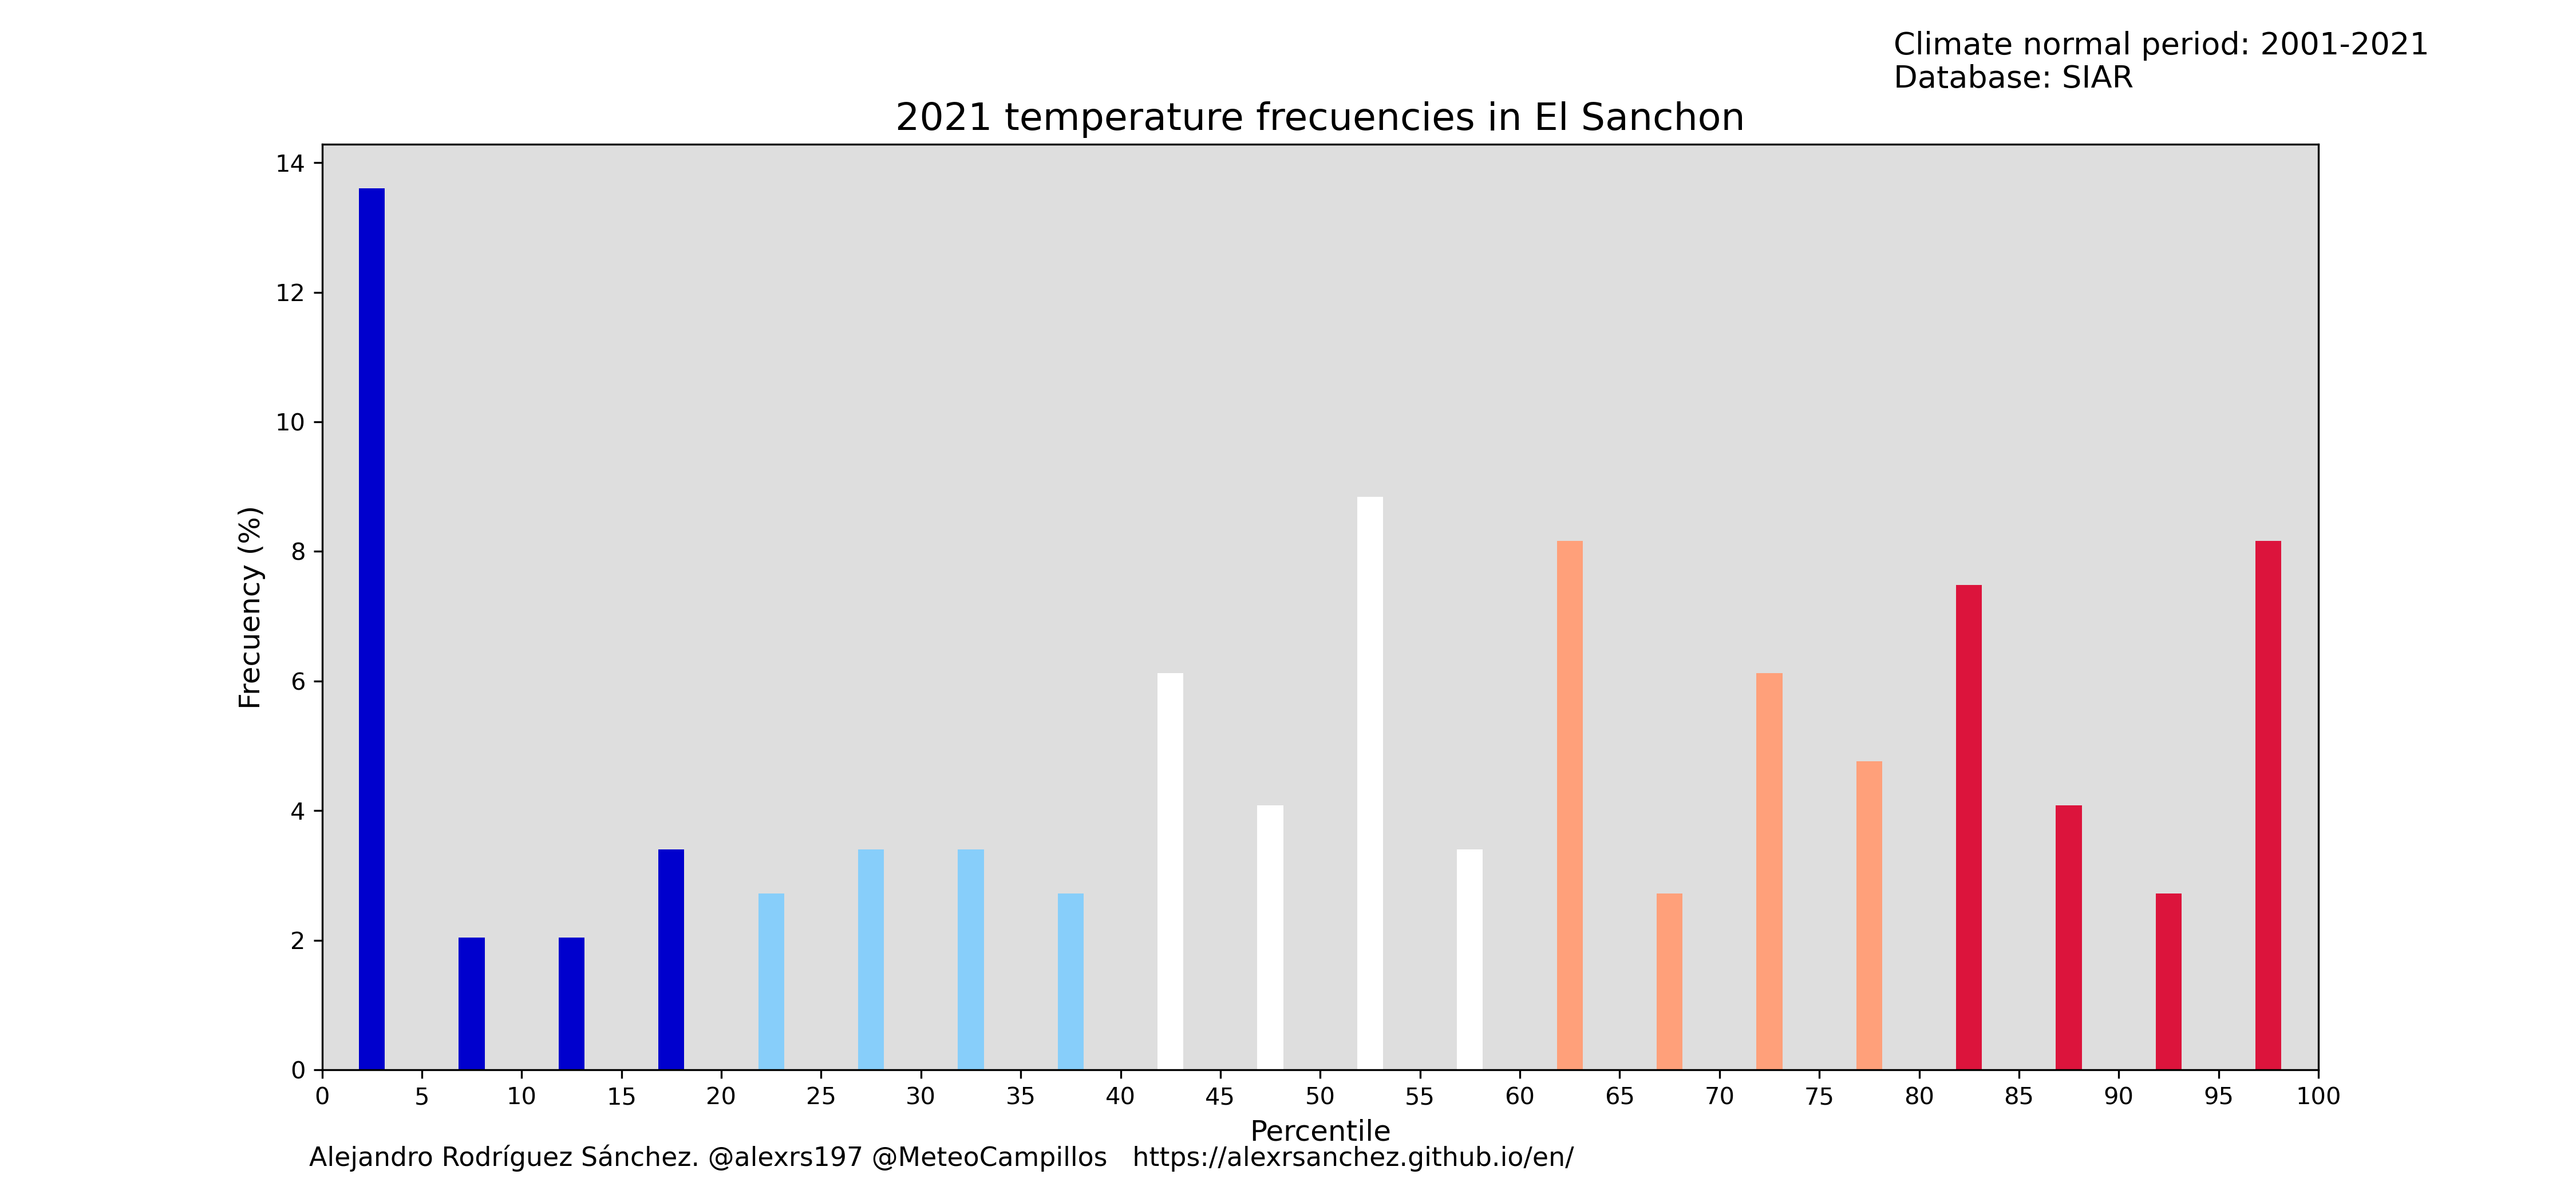 Climate normal period: 2001-2021
Database: SIAR
2021 temperature frecuencies in El Sanchon
14
12
10
8
6
4
2
0
Frecuency (%)
0 5 10 15 20 25 30 35 40 45 50 55 60 65 70 75 80 85 90 95 100
Percentile
Alejandro Rodríguez Sánchez. @alexrs197 @MeteoCampillos https://alexrsanchez.github.io/en/